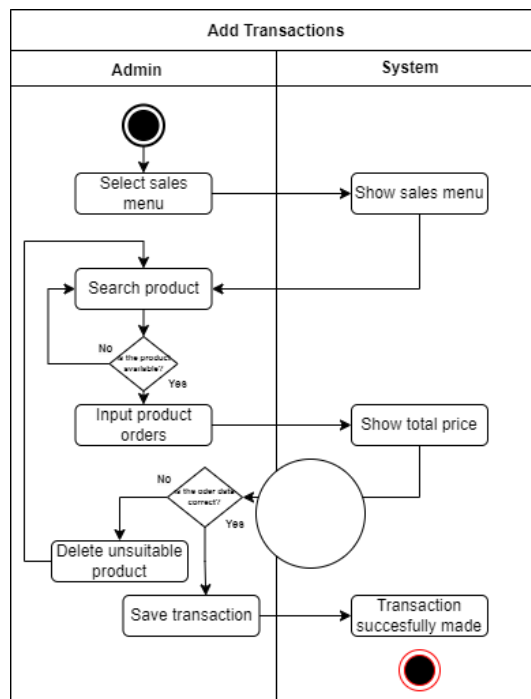 Add Transactions
Admin
System
Select sales
menu
Show sales menu
Search product
No
Is the product
available?
Yes
Input product
orders
Show total price
No
Is the oder data
correct?
Yes
Delete unsuitable
product
Save transaction
Transaction
succesfully made